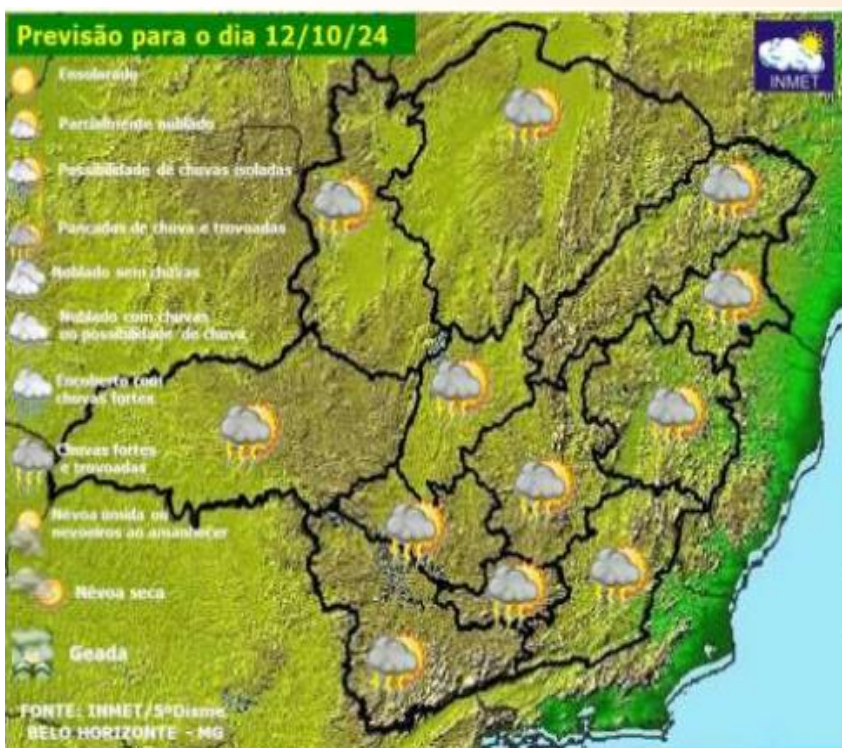 Previsão para o dia 12/10/24
INMET
Ensolarado
Parcialmente nublado
Possibilidade de chuvas isoladas
Pancadas de chuva e trovoadas
Nublado sem chuvas
Nublado com chuvas
ou possibilidade de chuva
Encoberto com
chuvas fortes
Chuvas fortes
e trovoadas
Névoa úmida ou
nevoeiros ao amanhecer
Névoa seca
Geada
FONTE: INMET/5ºDisme
BELO HORIZONTE - MG